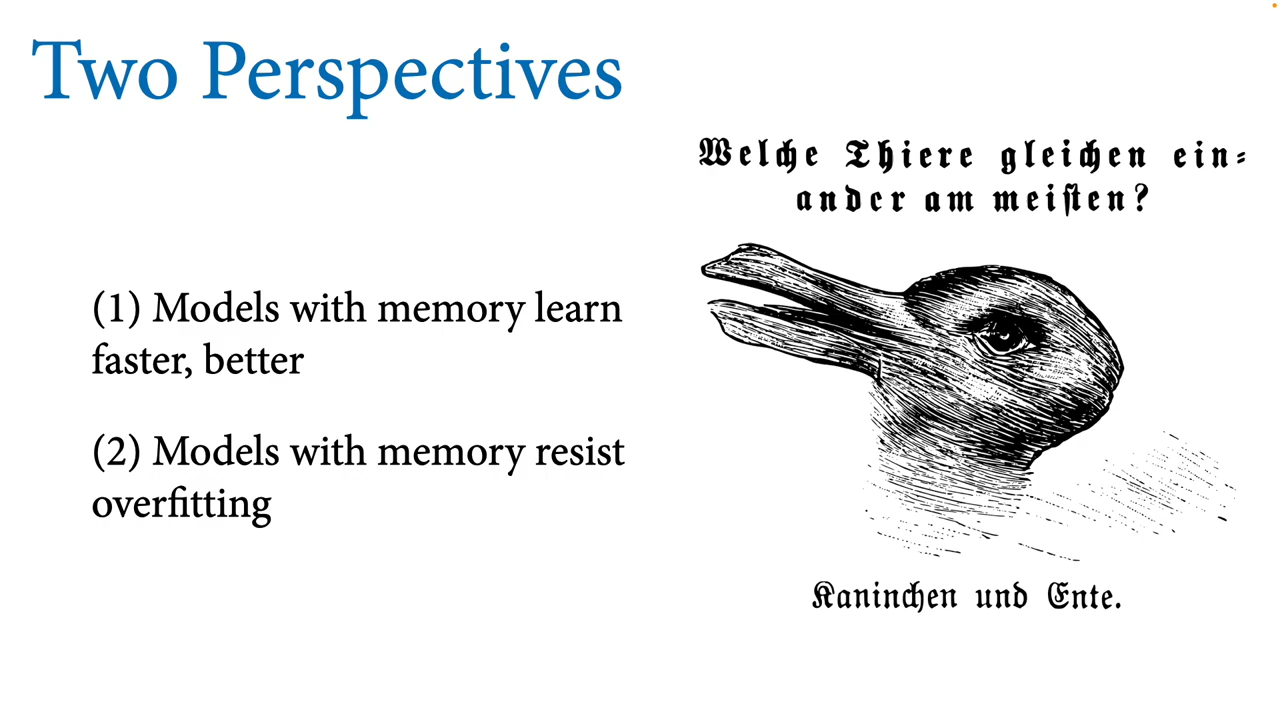 Two Perspectives
(1) Models with memory learn
faster, better
(2) Models with memory resist
overfitting
Welche Thiere gleichen ein=
ander am meiſten?
Kaninchen und Ente.